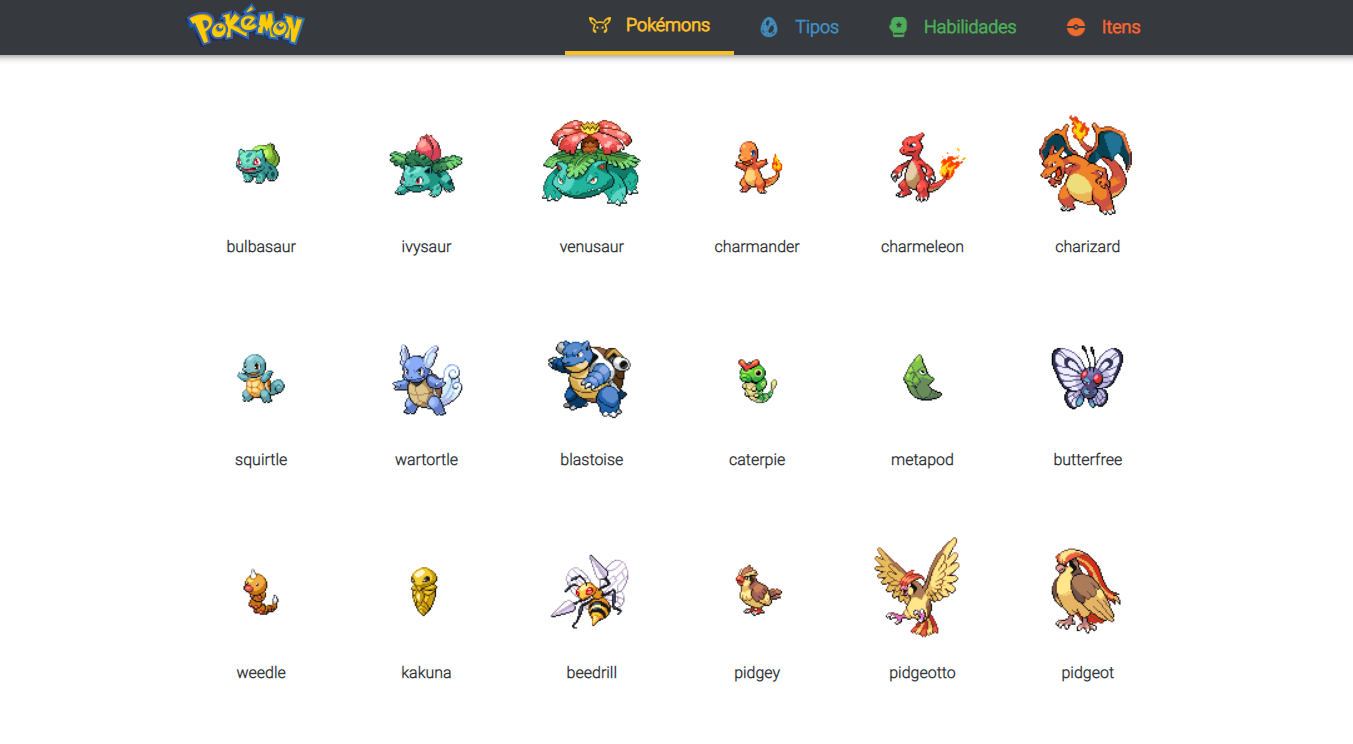 POKéMON
Pokémons
Tipos
Habilidades
Itens
bulbasaur
ivysaur
venusaur
charmander
charmeleon
charizard
squirtle
wartortle
blastoise
caterpie
metapod
butterfree
weedle
kakuna
beedrill
pidgey
pidgeotto
pidgeot